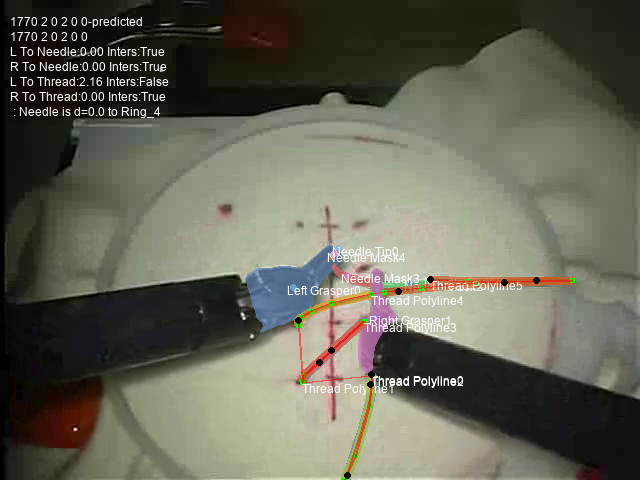 1770 2 0 2 0 0-predicted
1770 2 0 2 0 0
L To Needle:0.00 Inters:True
R To Needle:0.00 Inters:True
L To Thread:2.16 Inters:False
R To Thread:0.00 Inters:True
: Needle is d=0.0 to Ring_4
Needle Tip0
Needle Mask4
Needle Mask3
Left Grasper0
Thread Polyline5
Thread Polyline4
Right Grasper1
Thread Polyline3
Thread Polyline1